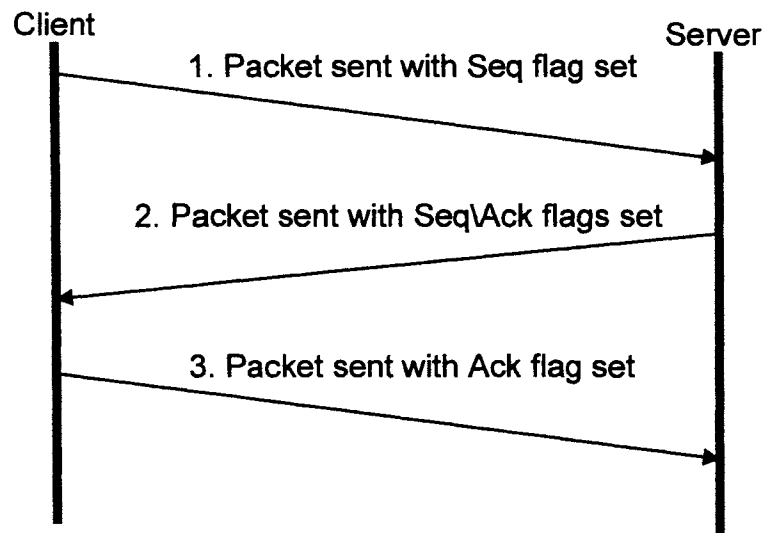 Client
Server
1. Packet sent with Seq flag set
2. Packet sent with Seq\Ack flags set
3. Packet sent with Ack flag set